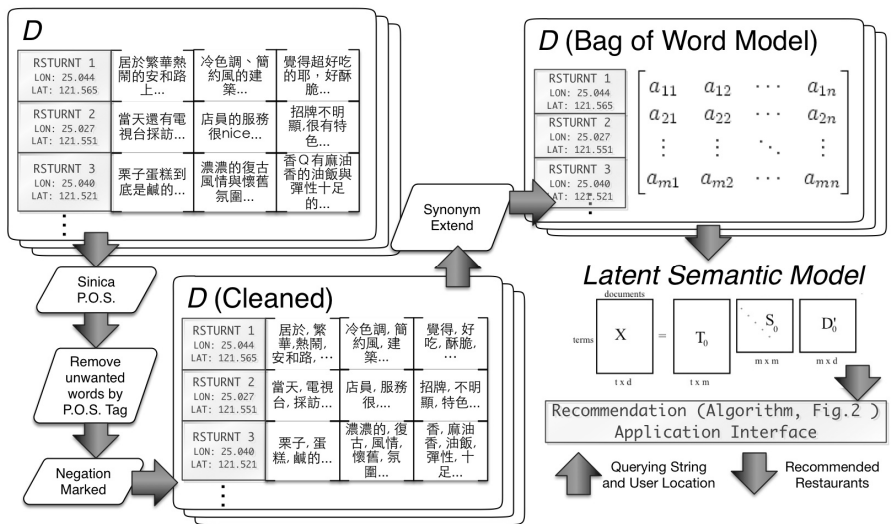 D
RSTURNT 1
LON: 25.044
LAT: 121.565
居於繁華熱
鬧的安和路
上...
冷色調、簡
約風的建
築...
覺得超好吃
的耶，好酥
脆...
RSTURNT 2
LON: 25.027
LAT: 121.551
當天還有電
視台採訪...
店員的服務
很nice...
招牌不明
顯,很有特
色...
RSTURNT 3
LON: 25.040
LAT: 121.521
栗子蛋糕到
底是鹹的...
濃濃的復古
風情與懷舊
氛圍...
香Q有麻油
香的油飯與
彈性十足
的...
Sinica
P.O.S.
Remove
unwanted
words by
P.O.S. Tag
Negation
Marked
D (Cleaned)
RSTURNT 1
LON: 25.044
LAT: 121.565
居於, 繁
華,熱鬧,
安和路, ...
冷色調, 簡
約風, 建
築...
覺得, 好
吃, 酥脆,
...
RSTURNT 2
LON: 25.027
LAT: 121.551
當天, 電視
台, 採訪...
店員, 服務
很,...
招牌, 不明
顯, 特色...
RSTURNT 3
LON: 25.040
LAT: 121.521
栗子, 蛋
糕, 鹹的...
濃濃的, 復
古, 風情,
懷舊, 氛
圍...
香, 麻油
香, 油飯,
彈性, 十
足...
Synonym
Extend
D (Bag of Word Model)
RSTURNT 1
LON: 25.044
LAT: 121.565
RSTURNT 2
LON: 25.027
LAT: 121.551
RSTURNT 3
LON: 25.040
LAT: 121.521
a11 a12 ··· a1n
a21 a22 ··· a2n
⋮ ⋮ ⋱ ⋮
am1 am2 ··· amn
Latent Semantic Model
documents
terms
X = T0 S0 D'0
t x d
t x m
m x m
m x d
Recommendation (Algorithm, Fig.2 )
Application Interface
Querying String
and User Location
Recommended
Restaurants